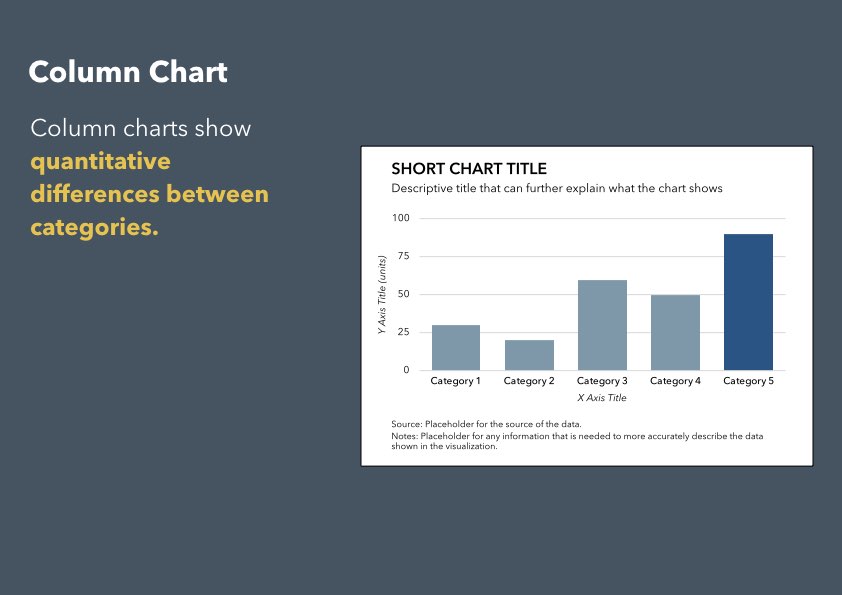 Column Chart
Column charts show
quantitative
differences between
categories.
SHORT CHART TITLE
Descriptive title that can further explain what the chart shows
Y Axis Title (units)
100
75
50
25
0
Category 1 Category 2 Category 3 Category 4 Category 5
X Axis Title
Source: Placeholder for the source of the data.
Notes: Placeholder for any information that is needed to more accurately describe the data
shown in the visualization.